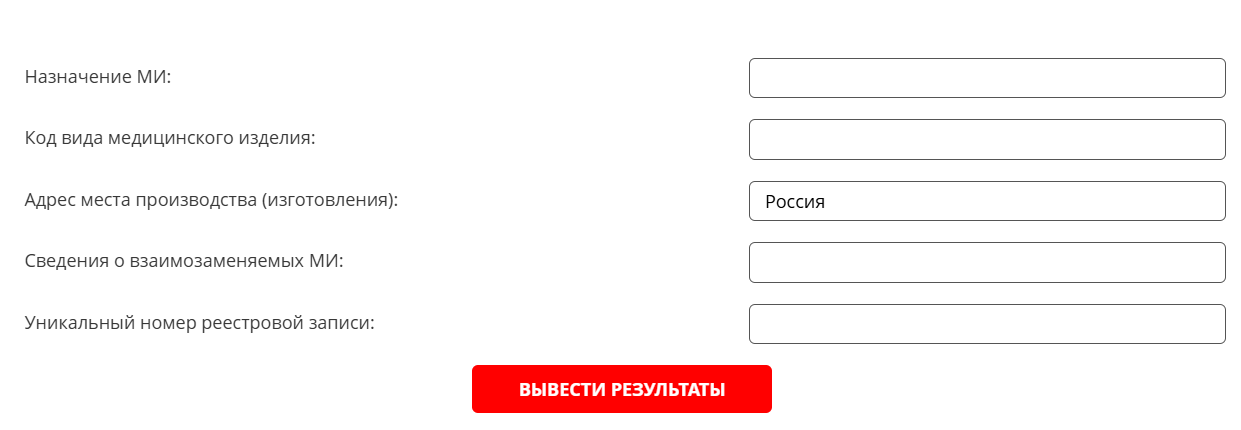 Назначение МИ:
Код вида медицинского изделия:
Адрес места производства (изготовления):
Россия
Сведения о взаимозаменяемых МИ:
Уникальный номер реестровой записи:
ВЫВЕСТИ РЕЗУЛЬТАТЫ